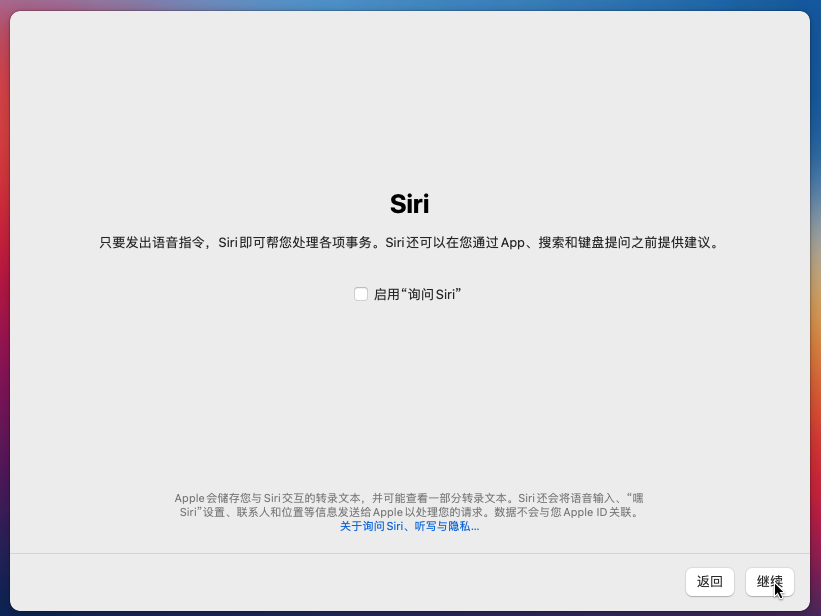 Siri
只要发出语音指令，Siri即可帮您处理各项事务。Siri还可以在您通过App、搜索和键盘提问之前提供建议。
启用“询问Siri”
Apple会储存您与Siri交互的转录文本，并可能查看一部分转录文本。Siri还会将语音输入、“嘿
Siri”设置、联系人和位置等信息发送给Apple以处理您的请求。数据不会与您Apple ID关联。
关于询问Siri、听写与隐私...
返回
继续